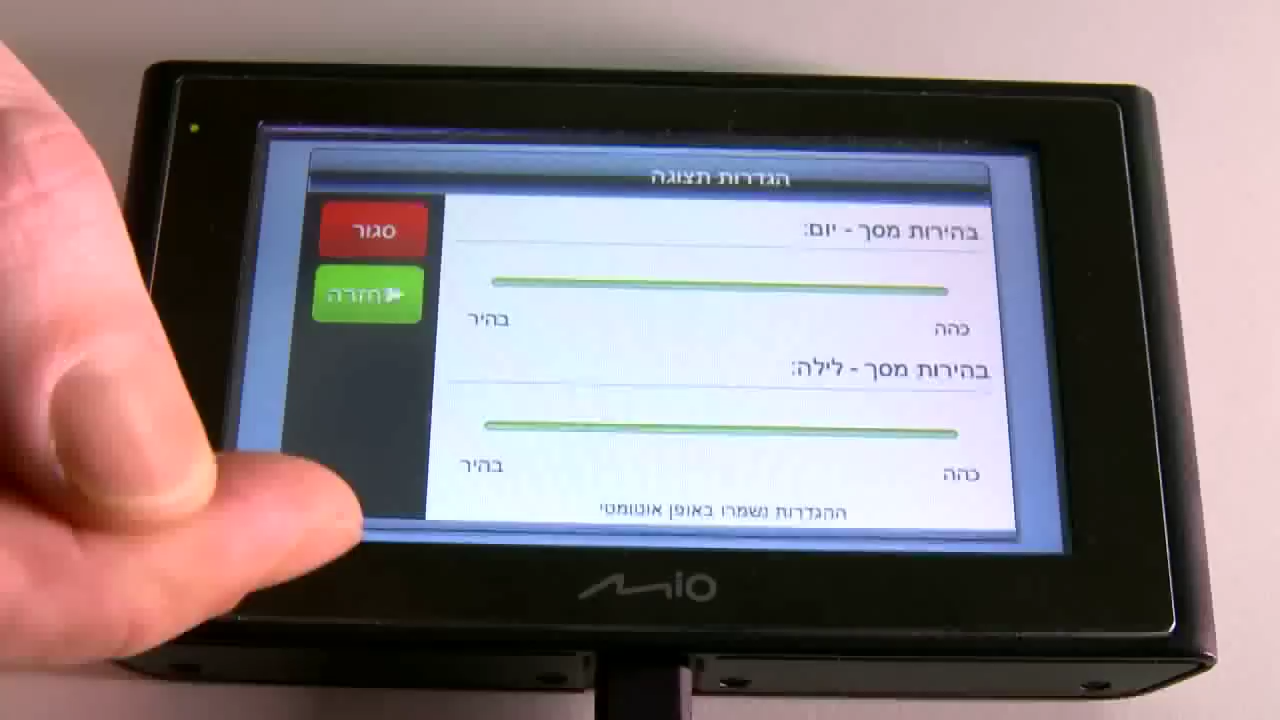 הגדרות תצוגה
סגור
חזרה
בהירות מסך - יום:
כהה
בהיר
בהירות מסך - לילה:
כהה
בהיר
ההגדרות נשמרו באופן אוטומטי
Mio